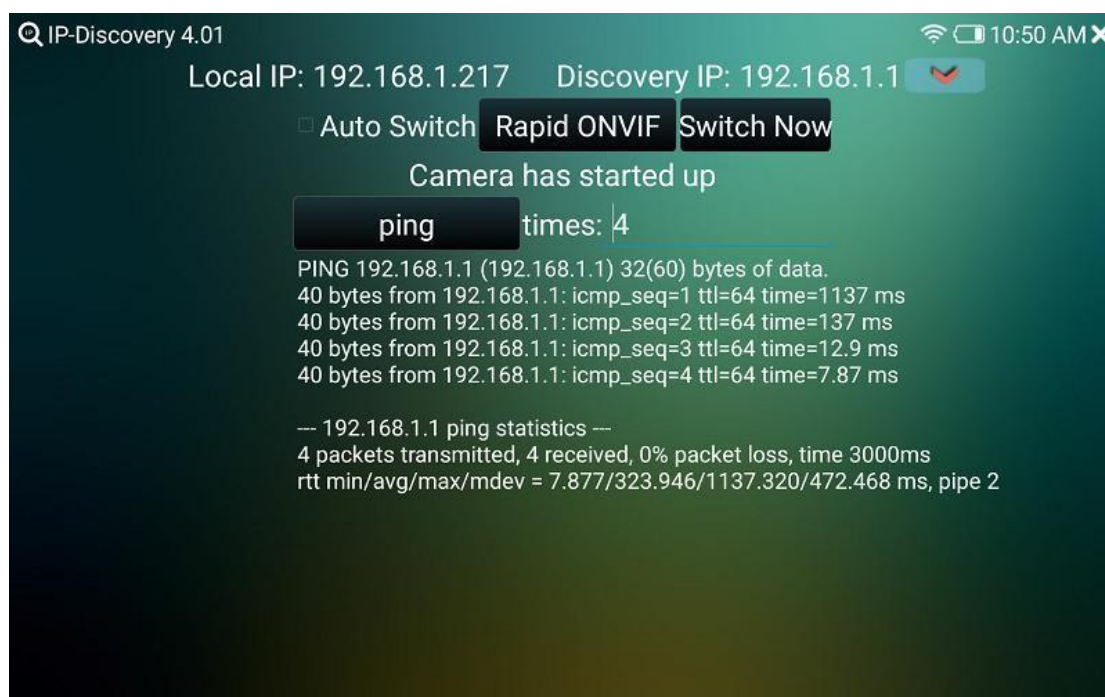 IP-Discovery 4.01 10:50 AM
Local IP: 192.168.1.217 Discovery IP: 192.168.1.1
Auto Switch Rapid ONVIF Switch Now
Camera has started up
ping times: 4
PING 192.168.1.1 (192.168.1.1) 32(60) bytes of data.
40 bytes from 192.168.1.1: icmp_seq=1 ttl=64 time=1137 ms
40 bytes from 192.168.1.1: icmp_seq=2 ttl=64 time=137 ms
40 bytes from 192.168.1.1: icmp_seq=3 ttl=64 time=12.9 ms
40 bytes from 192.168.1.1: icmp_seq=4 ttl=64 time=7.87 ms
--- 192.168.1.1 ping statistics ---
4 packets transmitted, 4 received, 0% packet loss, time 3000ms
rtt min/avg/max/mdev = 7.877/323.946/1137.320/472.468 ms, pipe 2